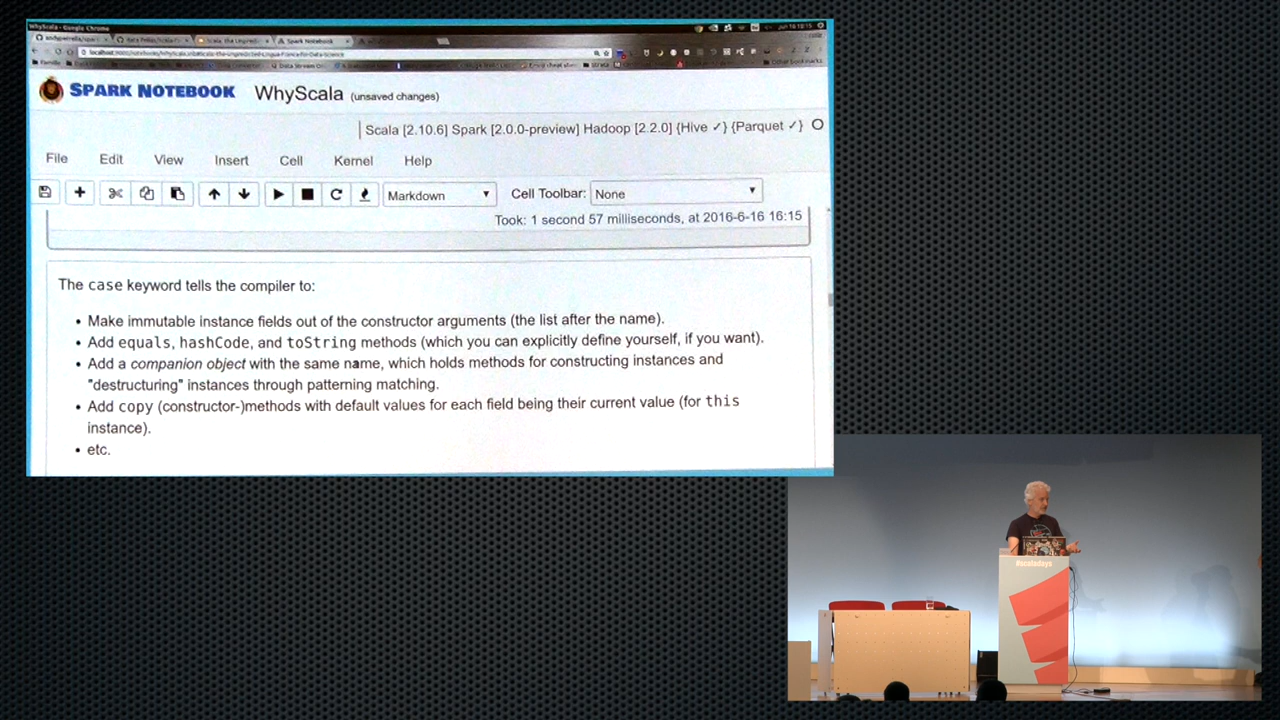 WhyScala - Google Chrome
Spark Notebook
SPARK NOTEBOOK WhyScala (unsaved changes)
Scala [2.10.6] Spark [2.0.0-preview] Hadoop [2.2.0] {Hive ✓} {Parquet ✓}
File Edit View Insert Cell Kernel Help
Markdown Cell Toolbar: None
Took: 1 second 57 milliseconds, at 2016-6-16 16:15
The case keyword tells the compiler to:
• Make immutable instance fields out of the constructor arguments (the list after the name).
• Add equals, hashCode, and toString methods (which you can explicitly define yourself, if you want).
• Add a companion object with the same name, which holds methods for constructing instances and
"destructuring" instances through patterning matching.
• Add copy (constructor-)methods with default values for each field being their current value (for this
instance).
• etc.
#scaladays